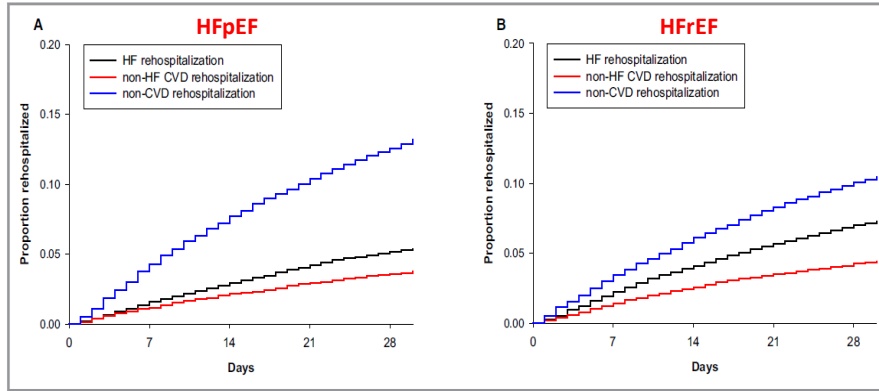 A
HFpEF
0.20
0.15
0.10
0.05
0.00
Proportion rehospitalized
HF rehospitalization
non-HF CVD rehospitalization
non-CVD rehospitalization
0 7 14 21 28
Days
B
HFrEF
0.20
0.15
0.10
0.05
0.00
Proportion rehospitalized
HF rehospitalization
non-HF CVD rehospitalization
non-CVD rehospitalization
0 7 14 21 28
Days